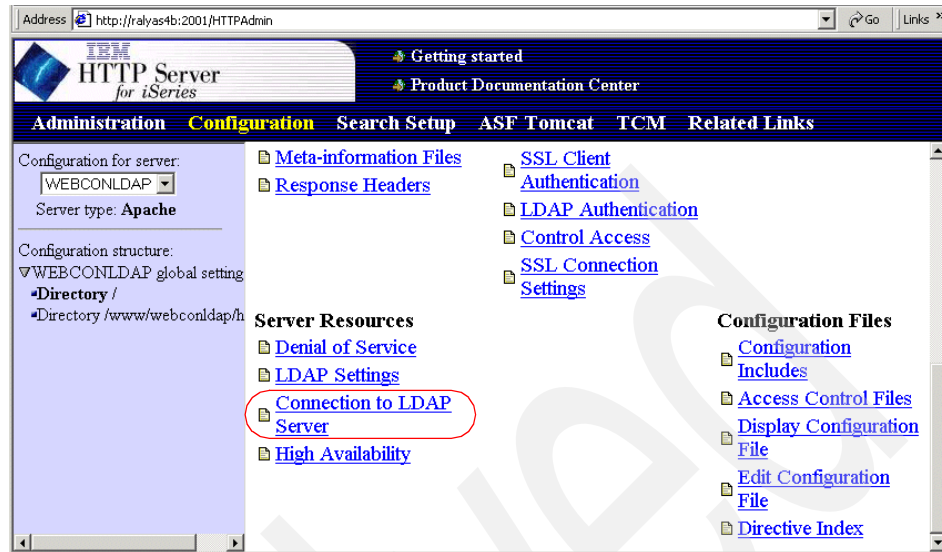 Address http://ralyas4b:2001/HTTPAdmin Go Links »
IBM
HTTP Server
for iSeries
Getting started
Product Documentation Center
Administration Configuration Search Setup ASF Tomcat TCM Related Links
Configuration for server:
WEBCONLDAP
Server type: Apache
Configuration structure:
WEBCONLDAP global setting
Directory /
Directory /www/webconldap/h
Meta-information Files
Response Headers
SSL Client
Authentication
LDAP Authentication
Control Access
SSL Connection
Settings
Server Resources
Denial of Service
LDAP Settings
Connection to LDAP
Server
High Availability
Configuration Files
Configuration
Includes
Access Control Files
Display Configuration
File
Edit Configuration
File
Directive Index